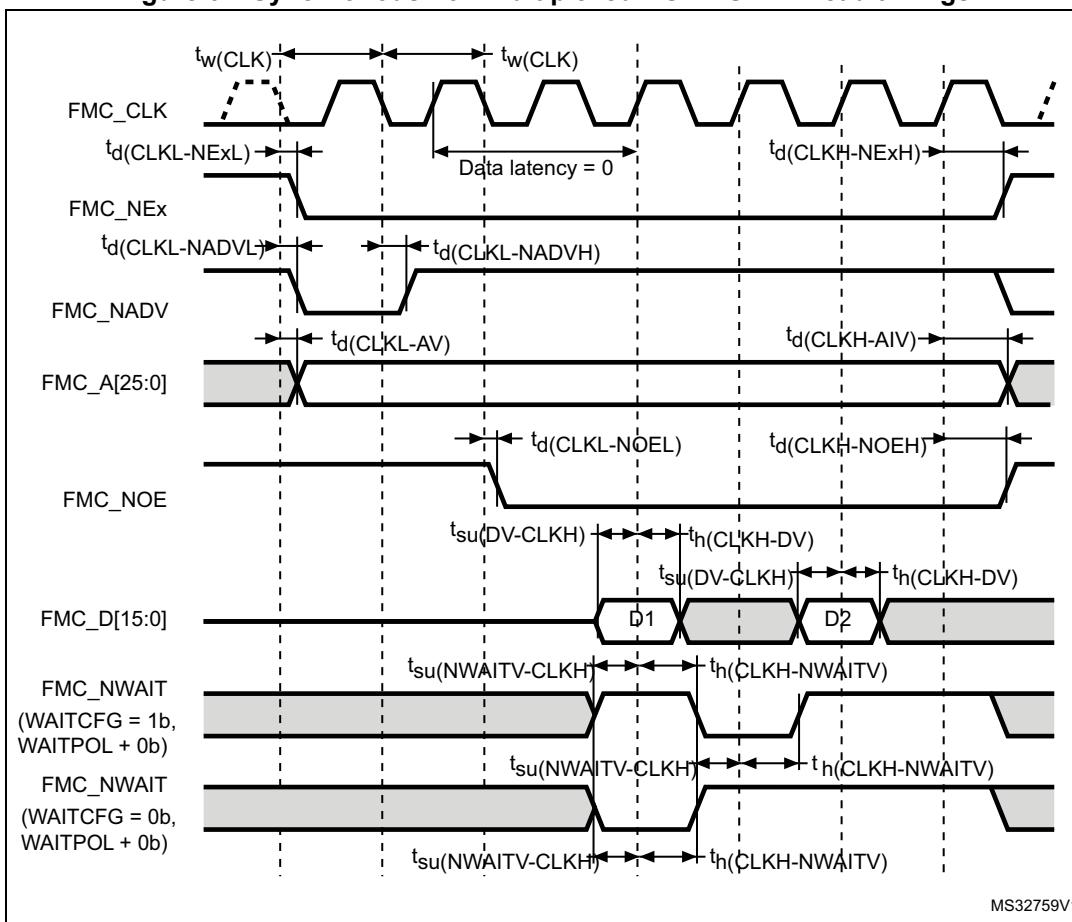 tw(CLK)
tw(CLK)
FMC_CLK
td(CLKL-NExL)
Data latency = 0
td(CLKH-NExH)
FMC_NEx
td(CLKL-NADVL)
td(CLKL-NADVH)
FMC_NADV
td(CLKL-AV)
td(CLKH-AIV)
FMC_A[25:0]
td(CLKL-NOEL)
td(CLKH-NOEH)
FMC_NOE
tsu(DV-CLKH)
th(CLKH-DV)
tsu(DV-CLKH)
th(CLKH-DV)
FMC_D[15:0]
D1
D2
tsu(NWAITV-CLKH)
th(CLKH-NWAITV)
FMC_NWAIT
(WAITCFG = 1b,
WAITPOL + 0b)
tsu(NWAITV-CLKH)
th(CLKH-NWAITV)
FMC_NWAIT
(WAITCFG = 0b,
WAITPOL + 0b)
tsu(NWAITV-CLKH)
th(CLKH-NWAITV)